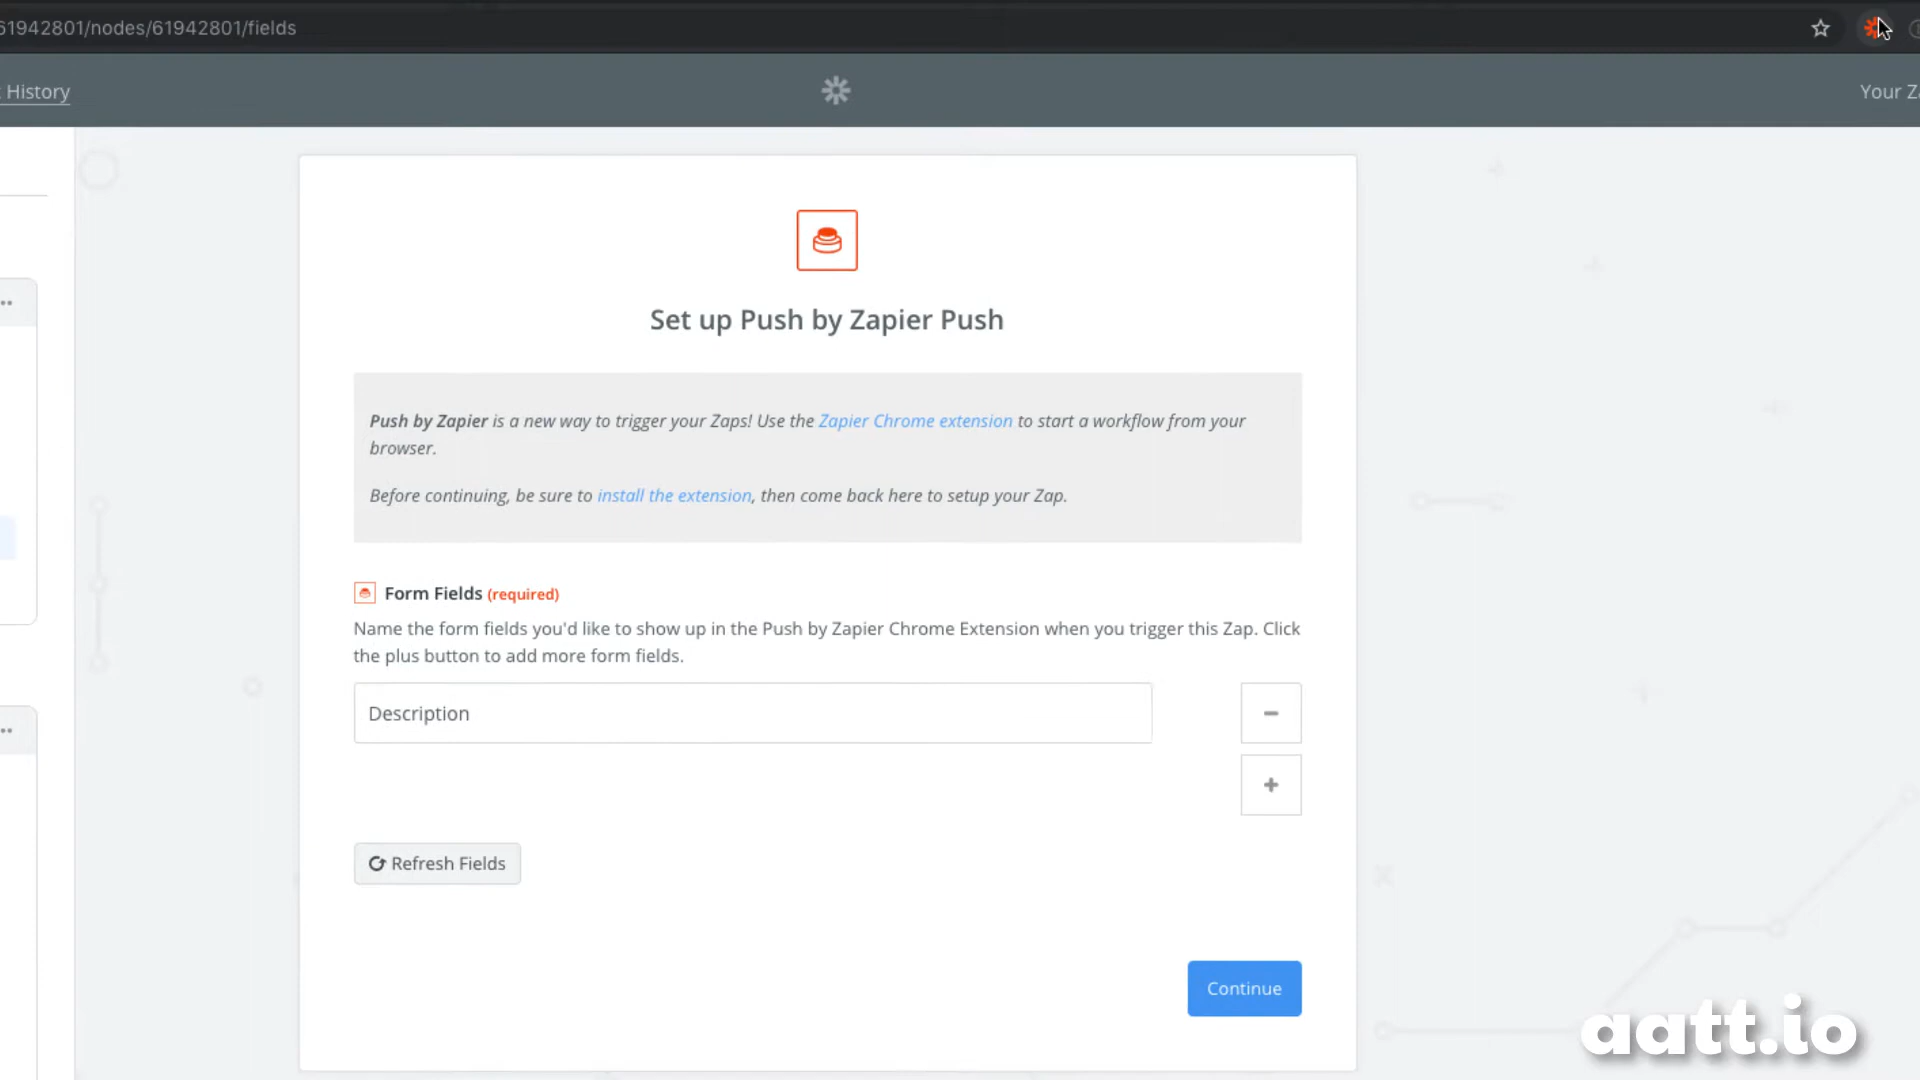 61942801/nodes/61942801/fields
History
Your Za
Set up Push by Zapier Push
Push by Zapier is a new way to trigger your Zaps! Use the Zapier Chrome extension to start a workflow from your
browser.
Before continuing, be sure to install the extension, then come back here to setup your Zap.
Form Fields (required)
Name the form fields you'd like to show up in the Push by Zapier Chrome Extension when you trigger this Zap. Click
the plus button to add more form fields.
Description
Refresh Fields
Continue
aatt.io